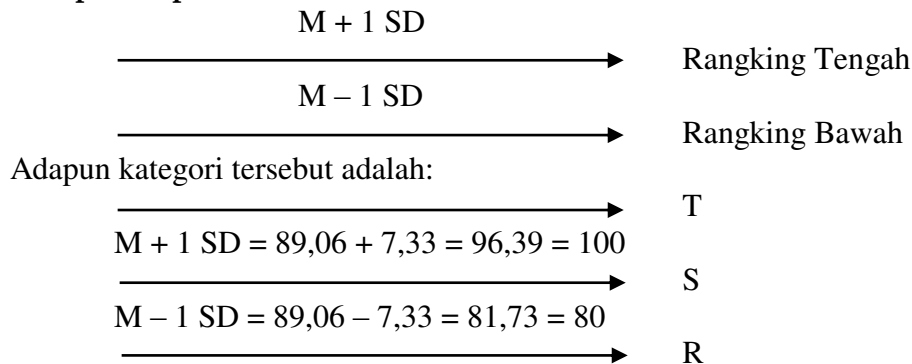 M + 1 SD
Rangking Tengah
M – 1 SD
Rangking Bawah
Adapun kategori tersebut adalah:
T
M + 1 SD = 89,06 + 7,33 = 96,39 = 100
S
M – 1 SD = 89,06 – 7,33 = 81,73 = 80
R